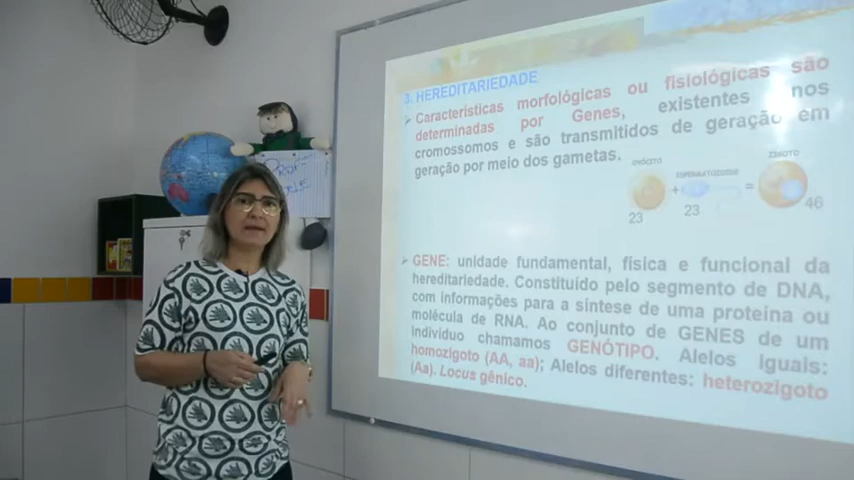 3. HEREDITARIEDADE
Características morfológicas ou fisiológicas são
determinadas por Genes, existentes nos
cromossomos e são transmitidos de geração em
geração por meio dos gametas.
OVÓCITO ESPERMATOZOIDE ZIGOTO
+ =
23 23 46
GENE: unidade fundamental, física e funcional da
hereditariedade. Constituído pelo segmento de DNA,
com informações para a síntese de uma proteína ou
molécula de RNA. Ao conjunto de GENES de um
indivíduo chamamos GENÓTIPO. Alelos iguais:
homozigoto (AA, aa); Alelos diferentes: heterozigoto
(Aa). Locus gênico.